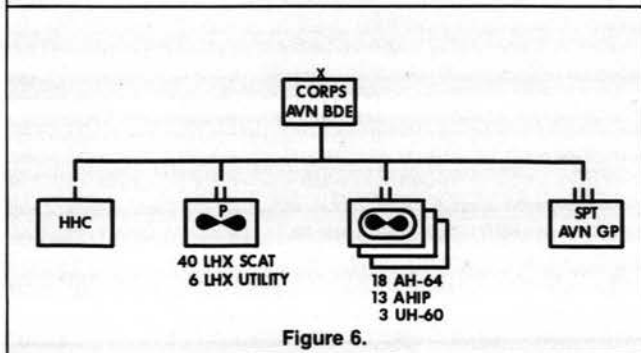 X
CORPS
AVN BDE
HHC
II
P
40 LHX SCAT
6 LHX UTILITY
II
18 AH-64
13 AHIP
3 UH-60
III
SPT
AVN GP
Figure 6.